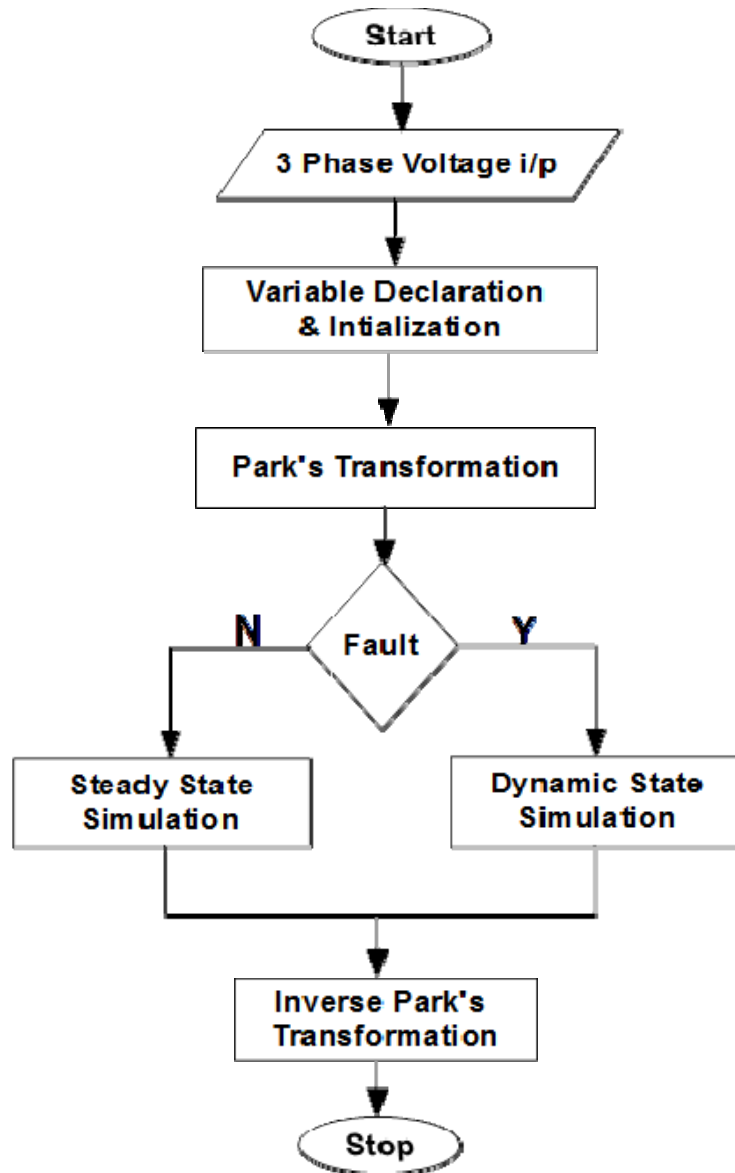 Start
3 Phase Voltage i/p
Variable Declaration
& Intialization
Park's Transformation
Fault
N
Y
Steady State
Simulation
Dynamic State
Simulation
Inverse Park's
Transformation
Stop